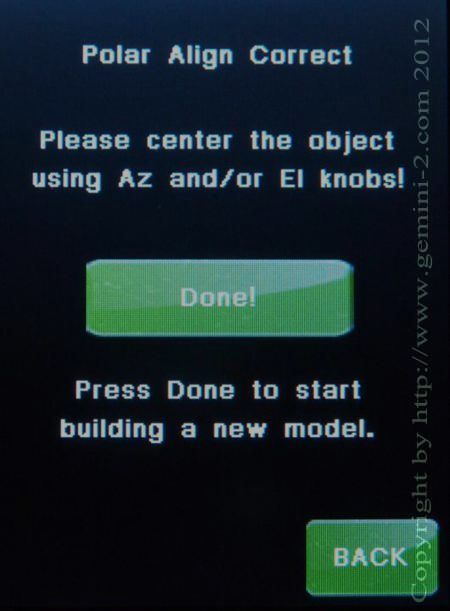 Polar Align Correct
Please center the object
using Az and/or El knobs!
Done!
Press Done to start
building a new model.
BACK
Copyright by http://www.gemini-2.com 2012